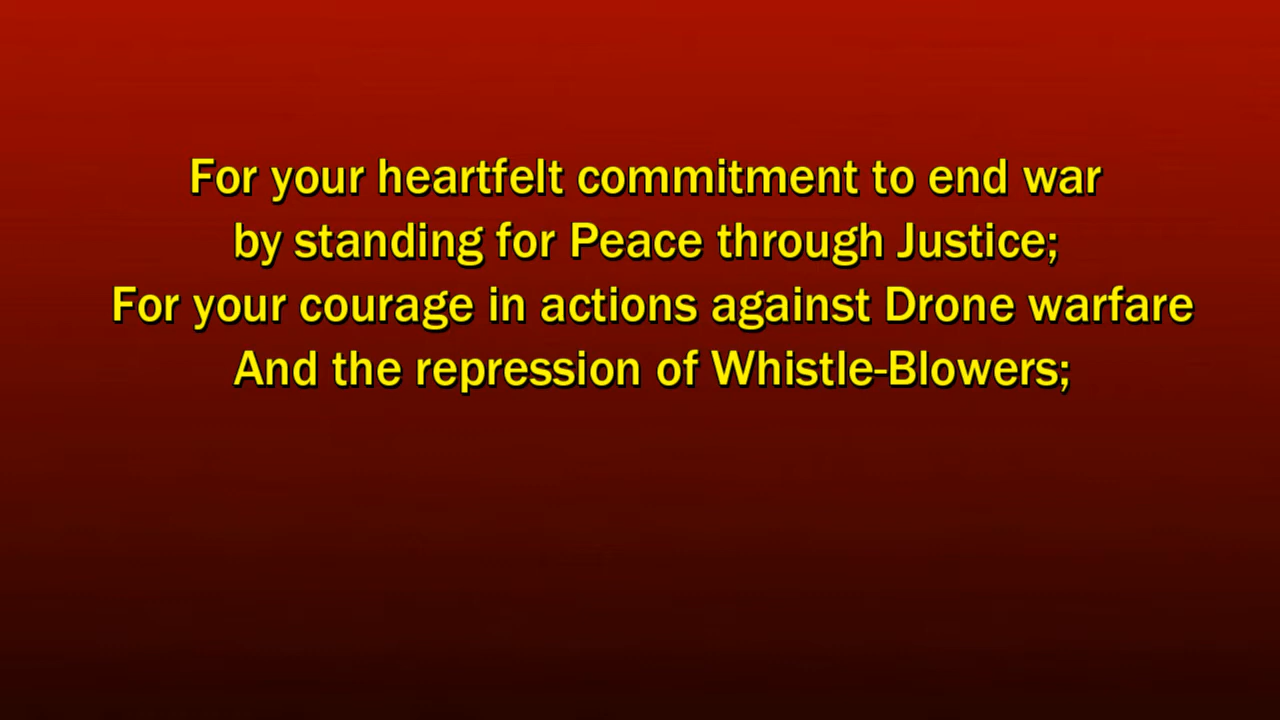 For your heartfelt commitment to end war
by standing for Peace through Justice;
For your courage in actions against Drone warfare
And the repression of Whistle-Blowers;